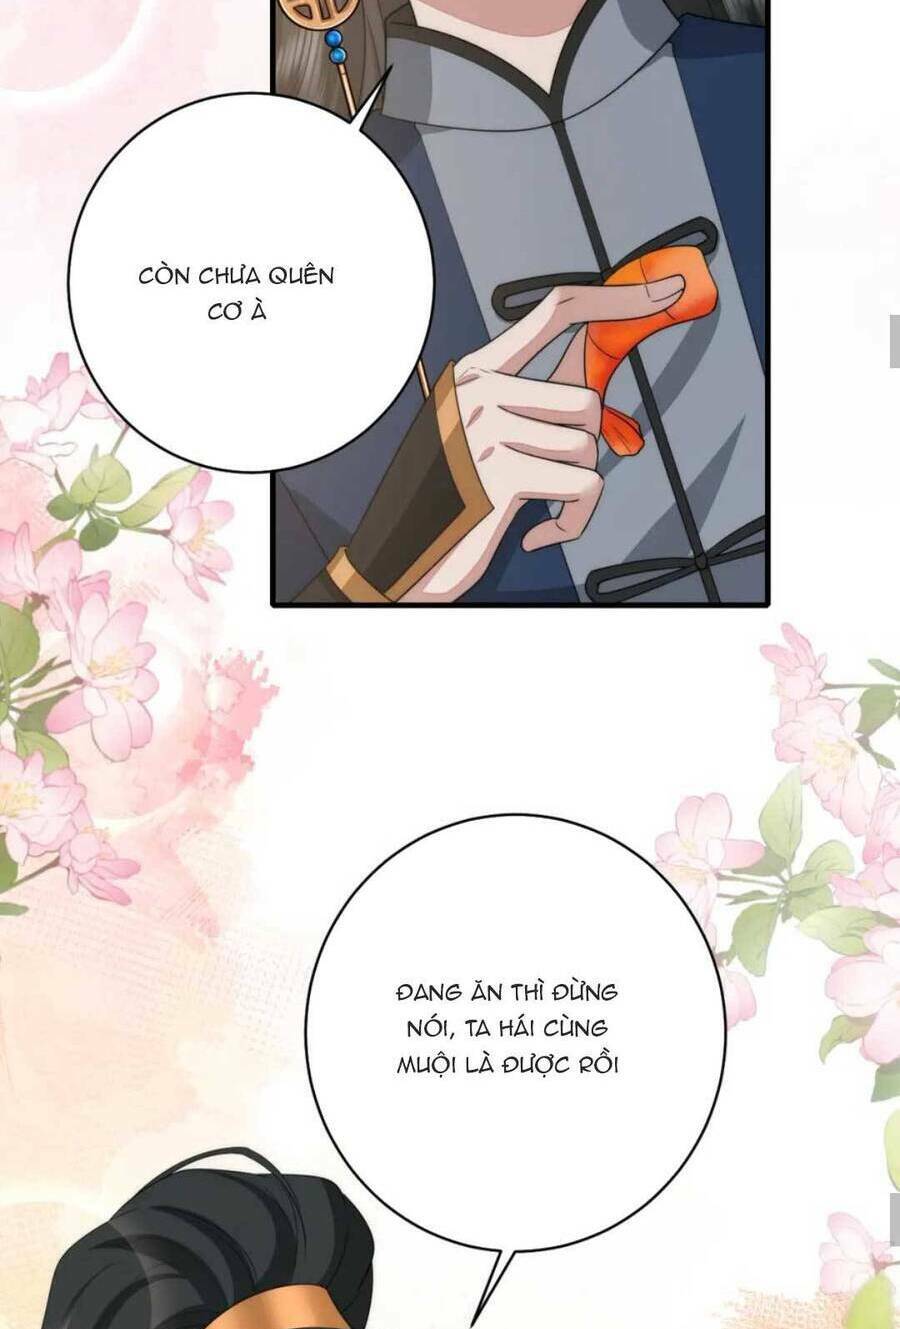 CÒN CHƯA QUÊN
CƠ À
ĐANG ĂN THÌ ĐỪNG
NÓI, TA HÁI CÙNG
MUỘI LÀ ĐƯỢC RỒI